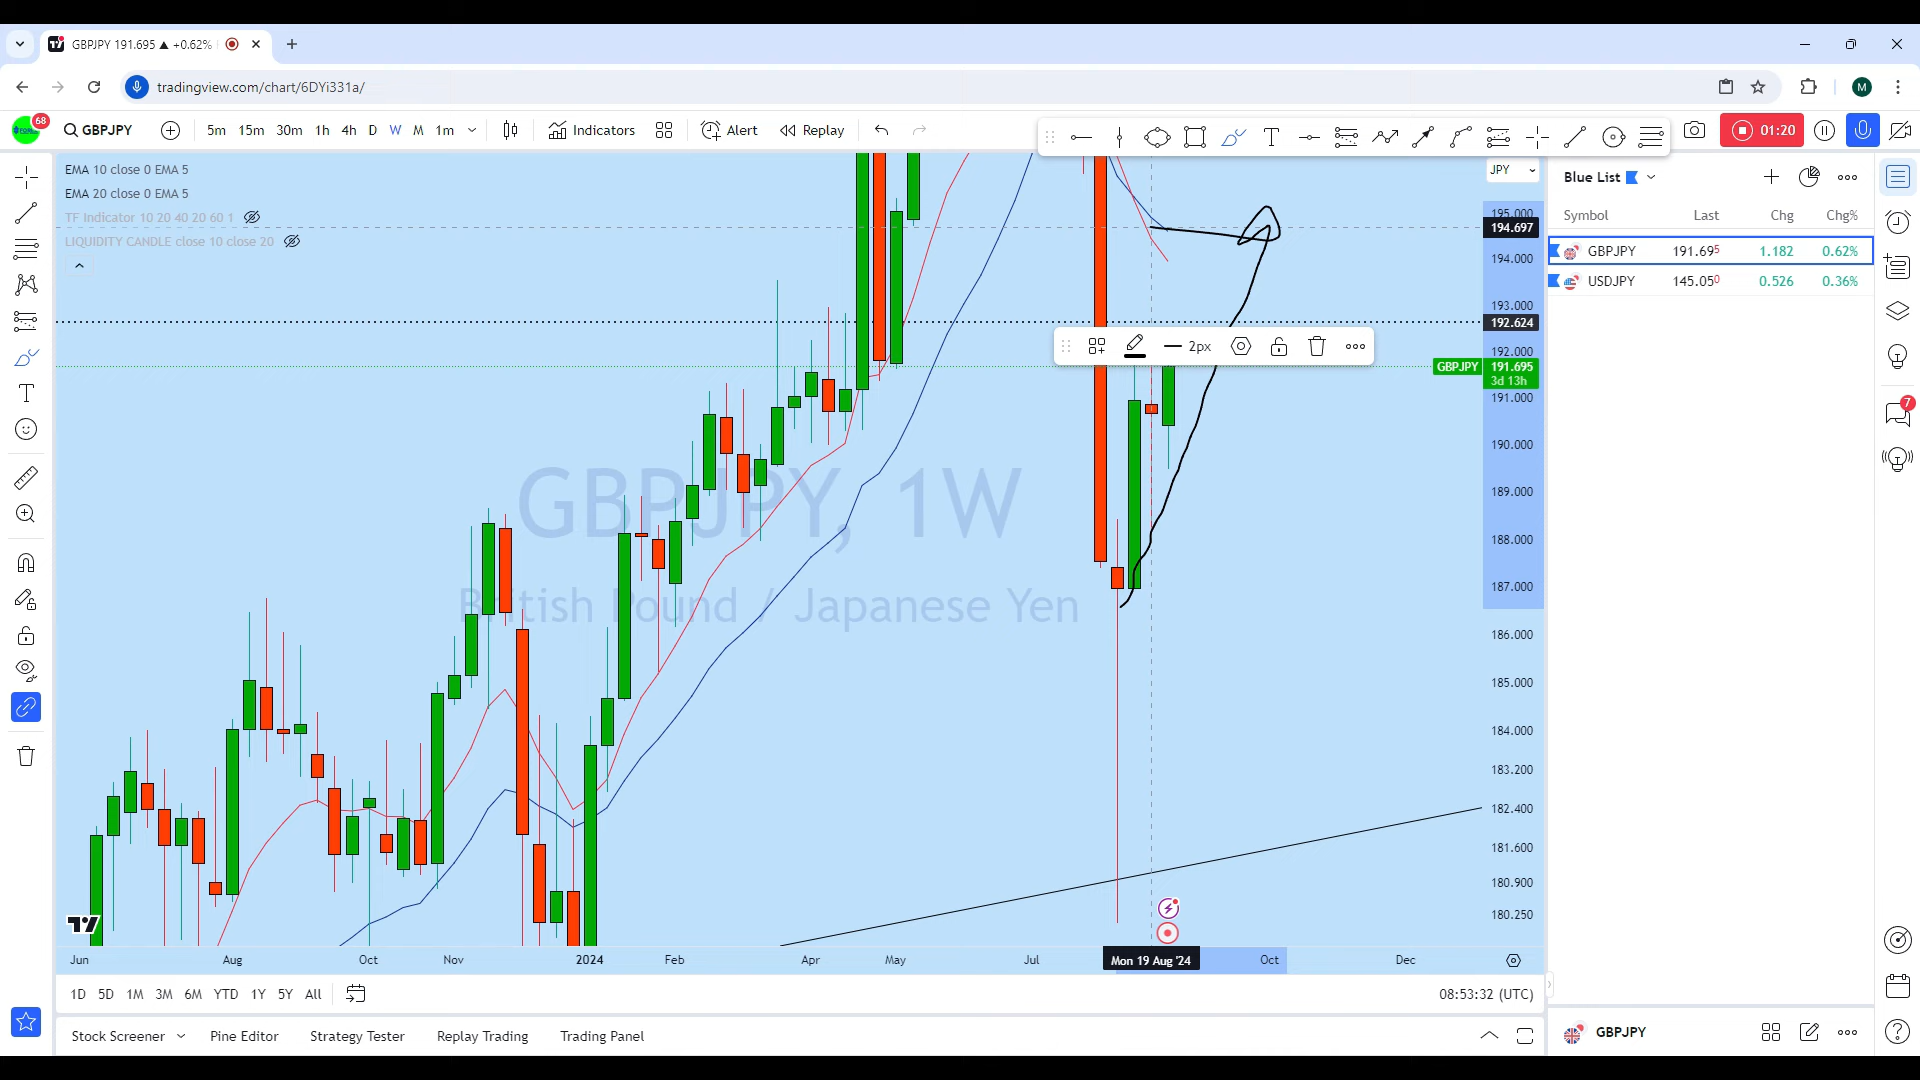 GBPJPY 191.695 ▲ +0.62%
tradingview.com/chart/6DYi331a/
M
68
GBPJPY
5m 15m 30m 1h 4h D W M 1m
Indicators
Alert
Replay
01:20
EMA 10 close 0 EMA 5
EMA 20 close 0 EMA 5
TF Indicator 10 20 40 20 60 1
LIQUIDITY CANDLE close 10 close 20
JPY
195.000
194.697
194.000
193.000
192.624
192.000
GBPJPY 191.695
3d 13h
191.000
190.000
189.000
188.000
187.000
186.000
185.000
184.000
183.200
182.400
181.600
180.900
180.250
2px
GBPJPY, 1W
British Pound / Japanese Yen
Jun Aug Oct Nov 2024 Feb Apr May Jul Mon 19 Aug '24 Oct Dec
1D 5D 1M 3M 6M YTD 1Y 5Y All
08:53:32 (UTC)
Stock Screener Pine Editor Strategy Tester Replay Trading Trading Panel
Blue List
Symbol Last Chg Chg%
GBPJPY 191.695 1.182 0.62%
USDJPY 145.050 0.526 0.36%
7
GBPJPY